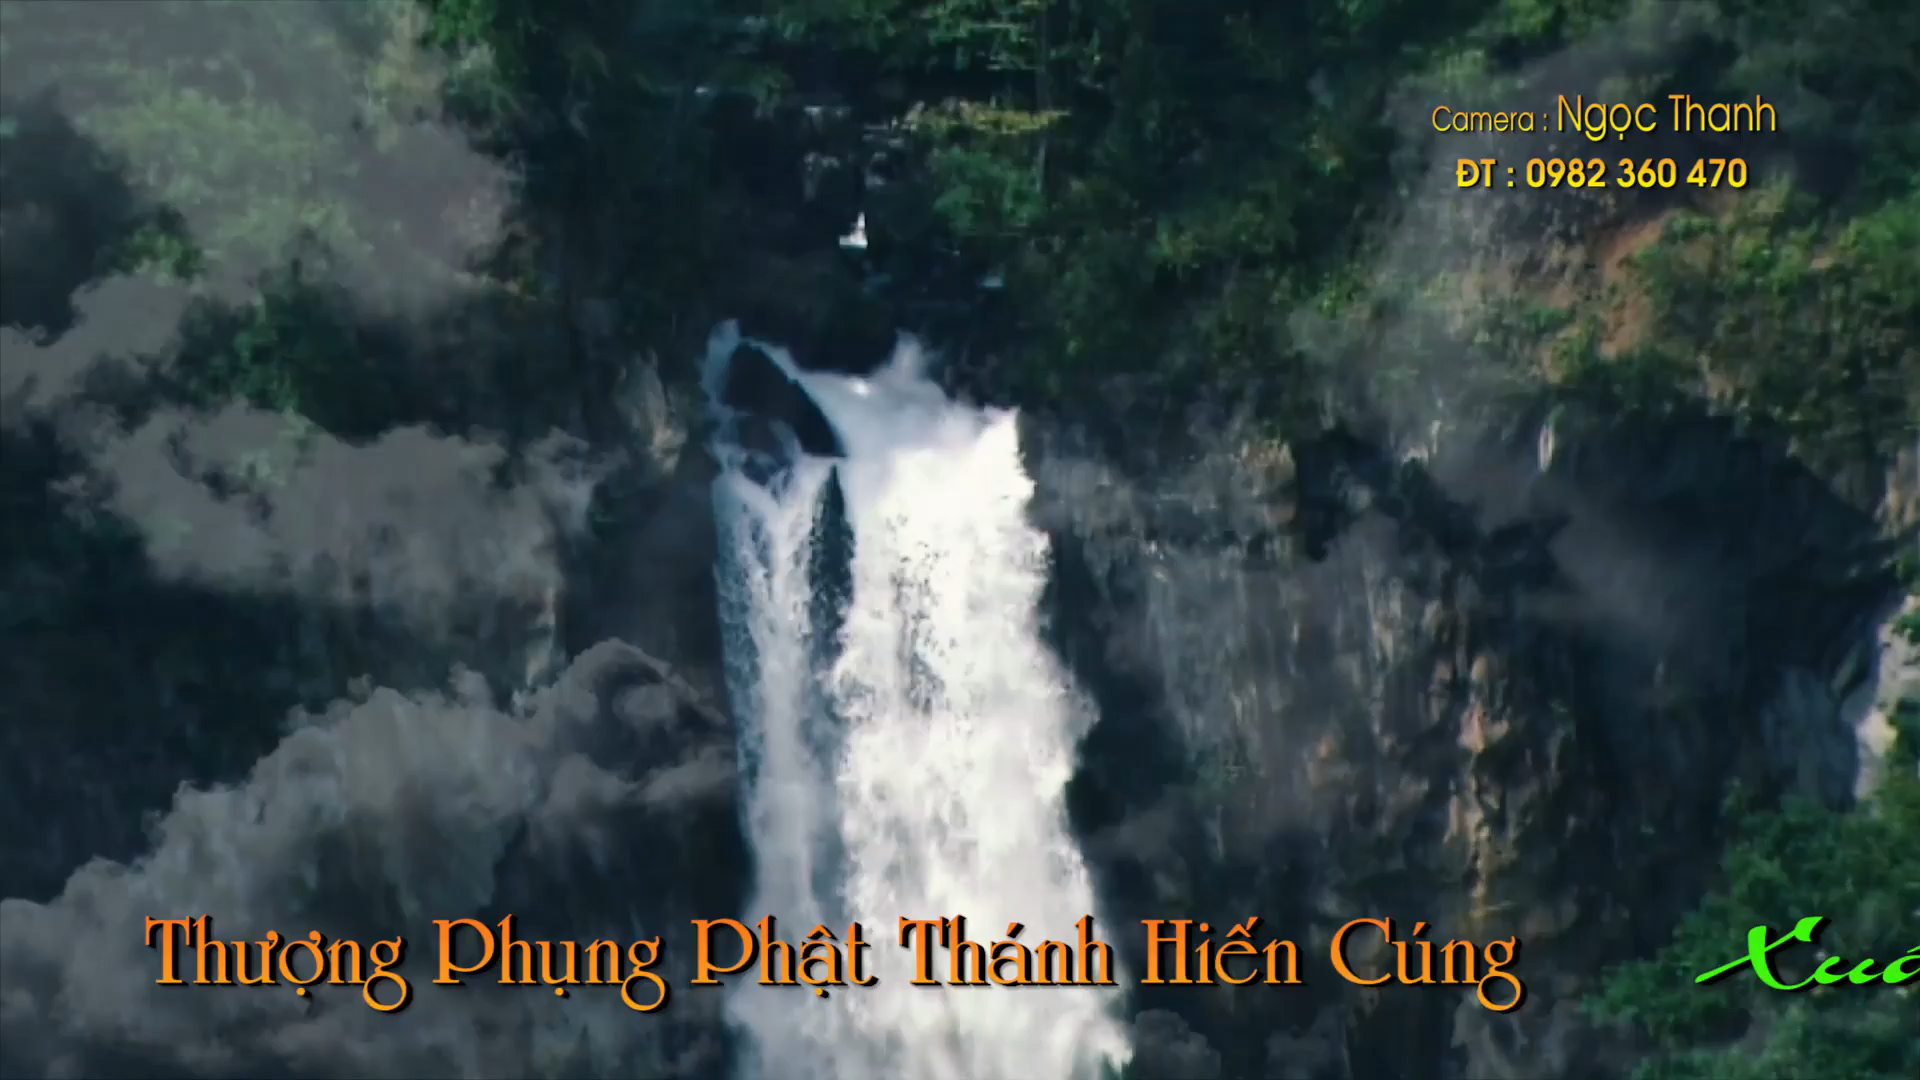 Camera : Ngọc Thanh
ĐT : 0982 360 470
Thượng Phụng Phật Thánh Hiến Cúng